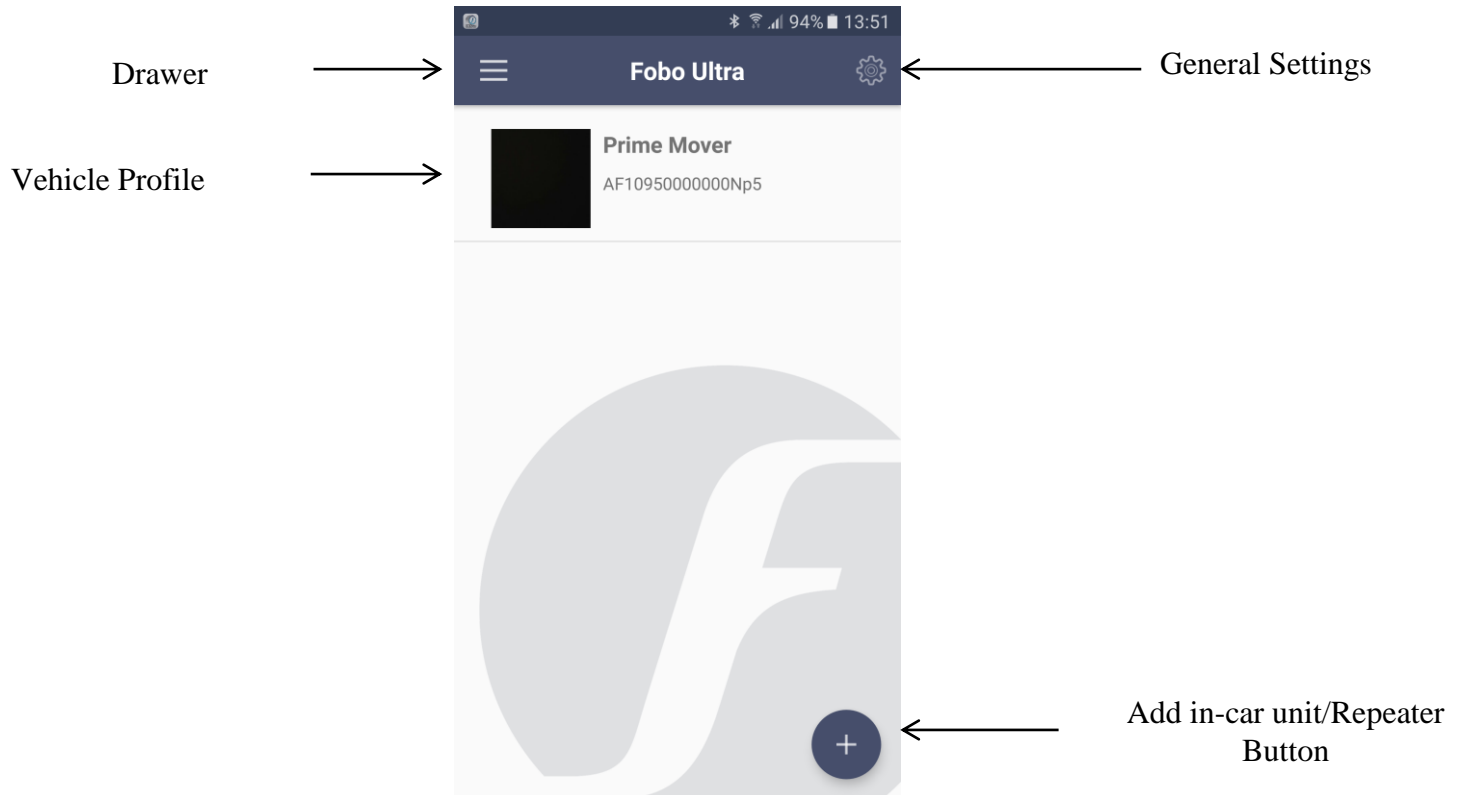 94% 13:51
Drawer
Fobo Ultra
General Settings
Vehicle Profile
Prime Mover
AF10950000000Np5
Add in-car unit/Repeater
Button